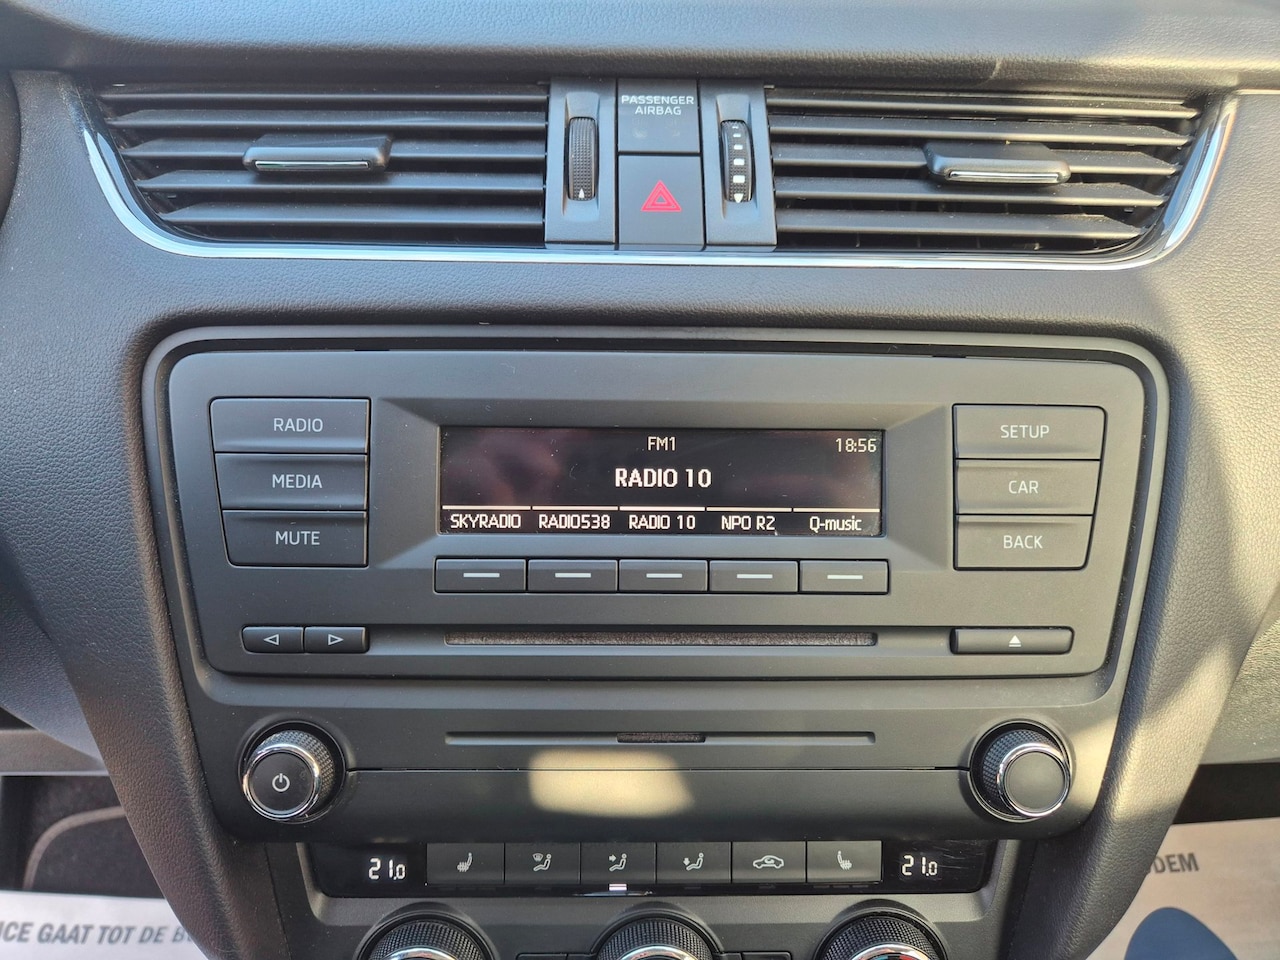 PASSENGER
AIRBAG
RADIO
MEDIA
MUTE
FM1 18:56
RADIO 10
SKYRADIO RADIO538 RADIO 10 NPO R2 Q-music
SETUP
CAR
BACK
21.0 21.0
ICE GAAT TOT DE
ODEM